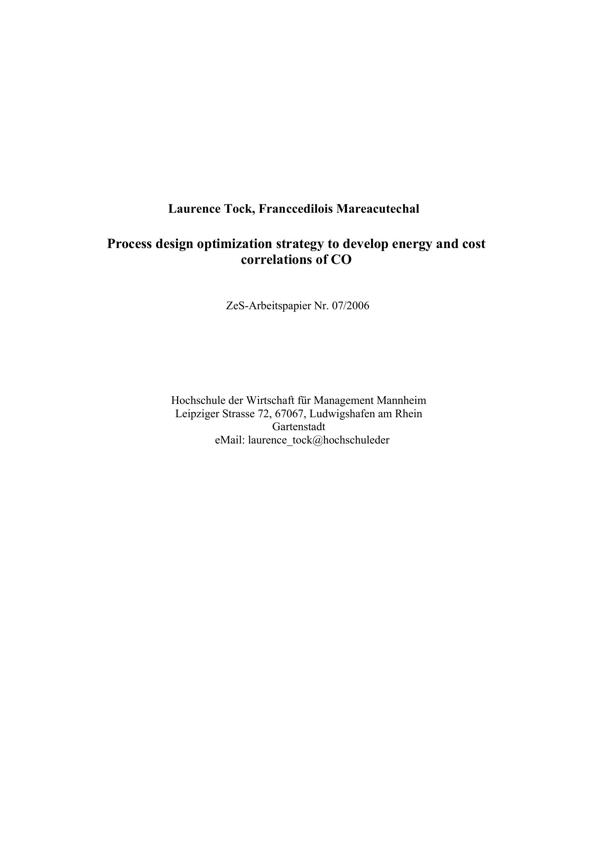 Laurence Tock, Franccedilois Mareacutechal
Process design optimization strategy to develop energy and cost
correlations of CO
ZeS-Arbeitspapier Nr. 07/2006
Hochschule der Wirtschaft für Management Mannheim
Leipziger Strasse 72, 67067, Ludwigshafen am Rhein
Gartenstadt
eMail: laurence_tock@hochschuleder